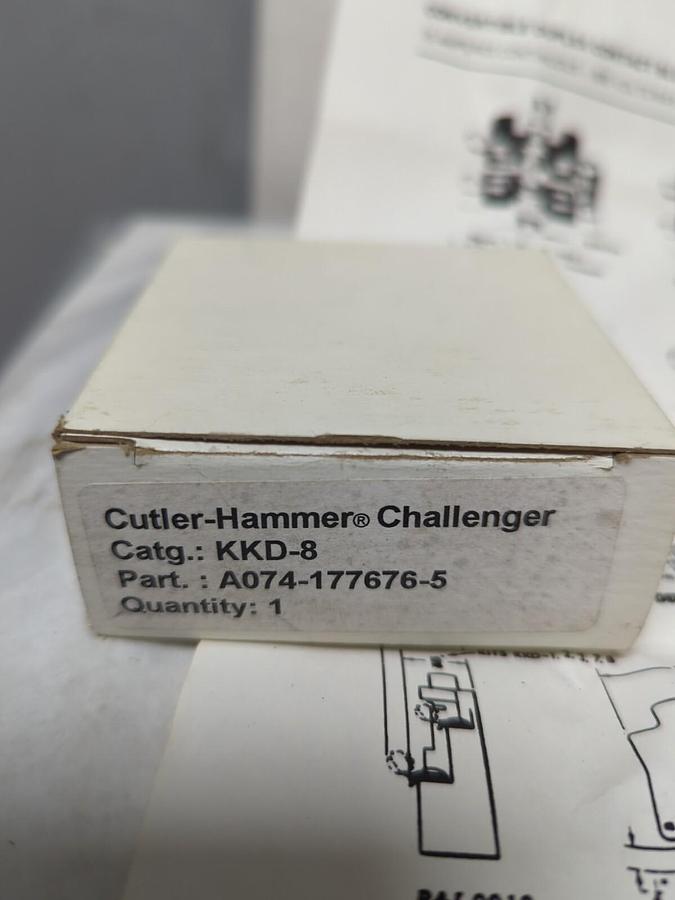 Cutler-Hammer® Challenger
Catg.: KKD-8
Part. : A074-177676-5
Quantity: 1